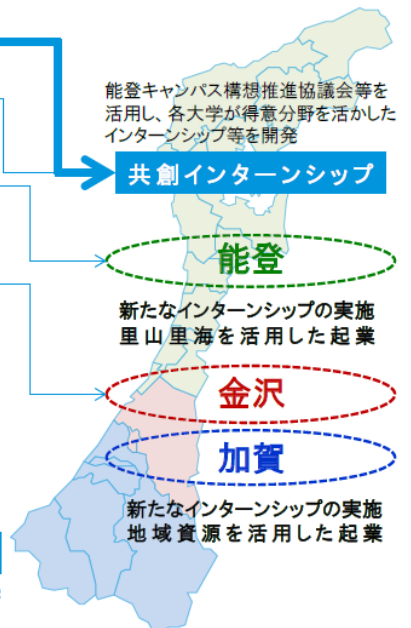 能登キャンパス構想推進協議会等を
活用し、各大学が得意分野を活かした
インターンシップ等を開発
共創インターンシップ
能登
新たなインターンシップの実施
里山里海を活用した起業
金沢
加賀
新たなインターンシップの実施
地域資源を活用した起業